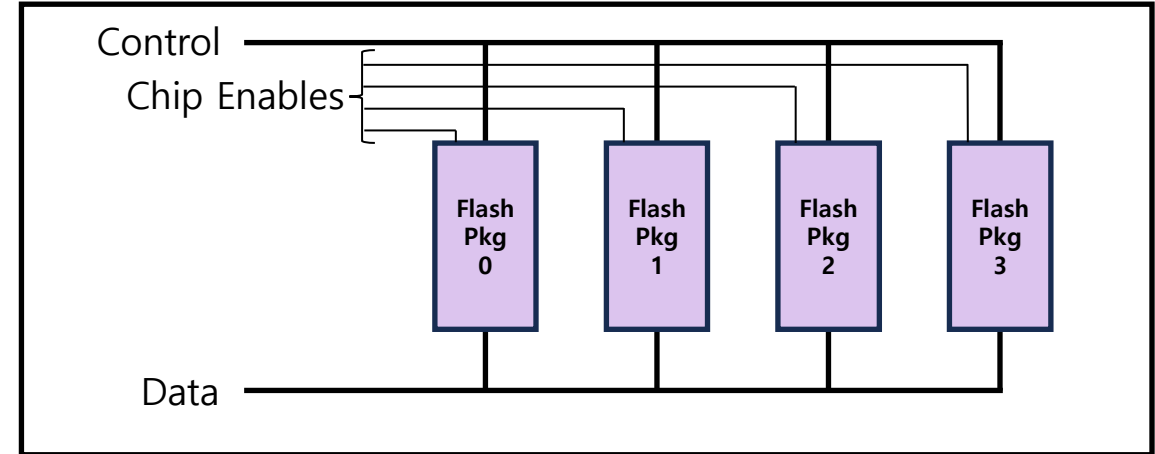 Control
Chip Enables
Flash
Pkg
0
Flash
Pkg
1
Flash
Pkg
2
Flash
Pkg
3
Data